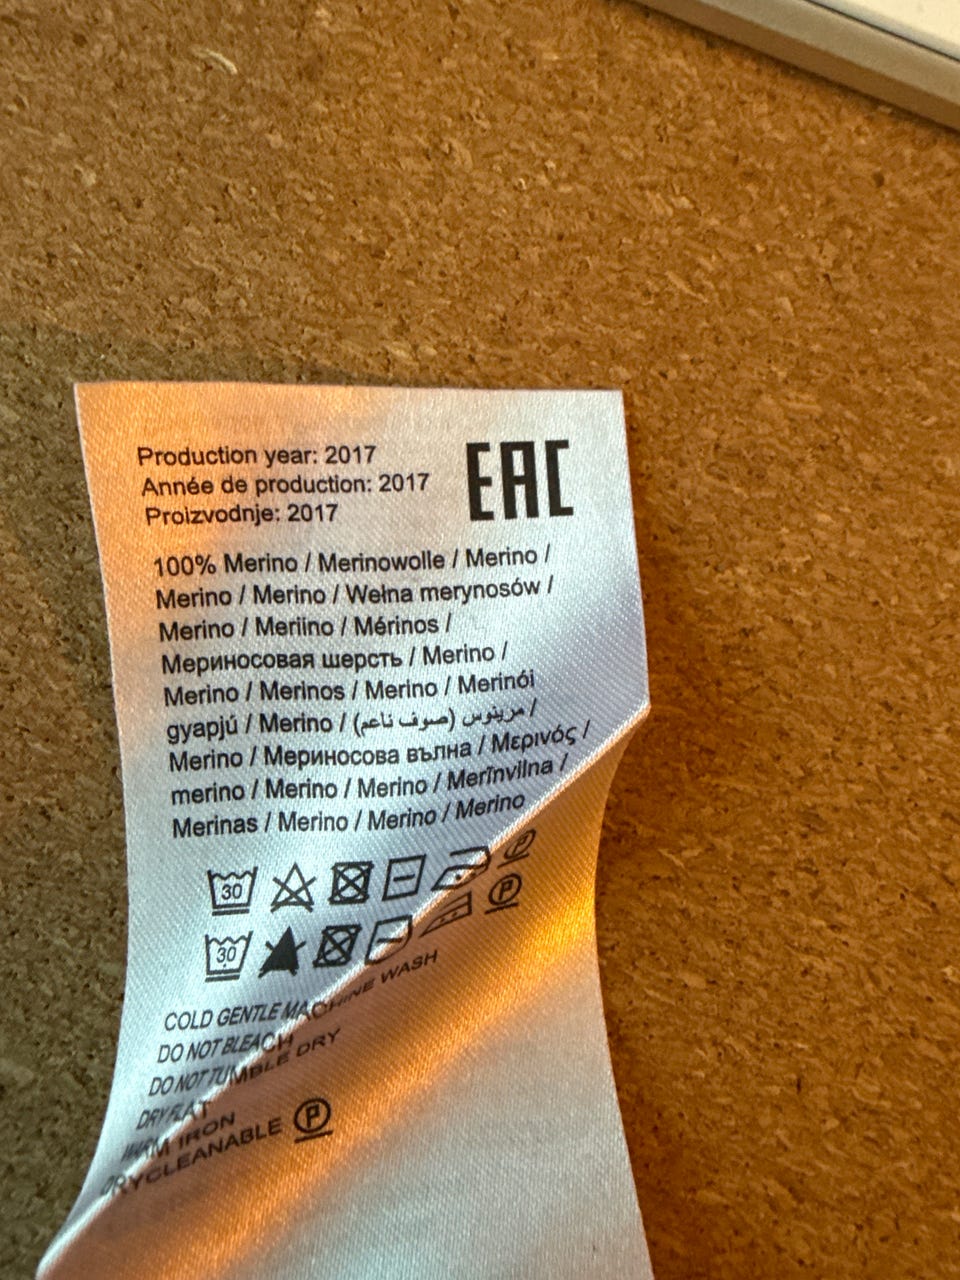 Production year: 2017
Année de production: 2017
Proizvodnje: 2017
EAC
100% Merino / Merinowolle / Merino /
Merino / Merino / Wełna merynosów /
Merino / Meriino / Mérinos /
Мериносовая шерсть / Merino /
Merino / Merinos / Merino / Merinói
gyapjú / Merino / مرينوس (صوف ناعم) /
Merino / Мериносова вълна / Μερινός /
merino / Merino / Merino / Merīnvilna /
Merinas / Merino / Merino / Merino
30 P
30 P
COLD GENTLE MACHINE WASH
DO NOT BLEACH
DO NOT TUMBLE DRY
DRY FLAT
WARM IRON
DRYCLEANABLE P